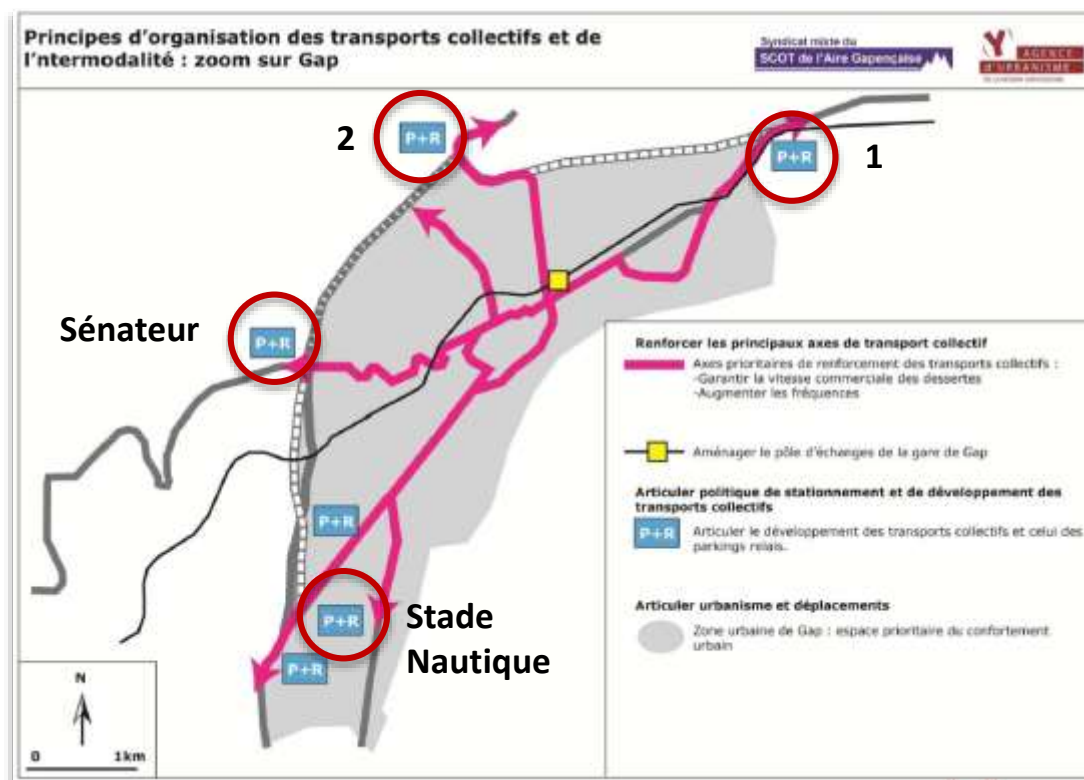 Principes d'organisation des transports collectifs et de
l'ntermodalité : zoom sur Gap
Syndicat mixte du
SCOT de l'Aire Gapençaise
AGENCE
D'URBANISME
2
P+R
P+R
1
Sénateur
P+R
Renforcer les principaux axes de transport collectif
Axes prioritaires de renforcement des transports collectifs :
-Garantir la vitesse commerciale des dessertes
-Augmenter les fréquences
Aménager le pôle d'échanges de la gare de Gap
Articuler politique de stationnement et de développement des
transports collectifs
P+R
Articuler le développement des transports collectifs et celui des
parkings relais.
Articuler urbanisme et déplacements
Zone urbaine de Gap : espace prioritaire du confortement
urbain
P+R
P+R
Stade
Nautique
P+R
N
0 1km